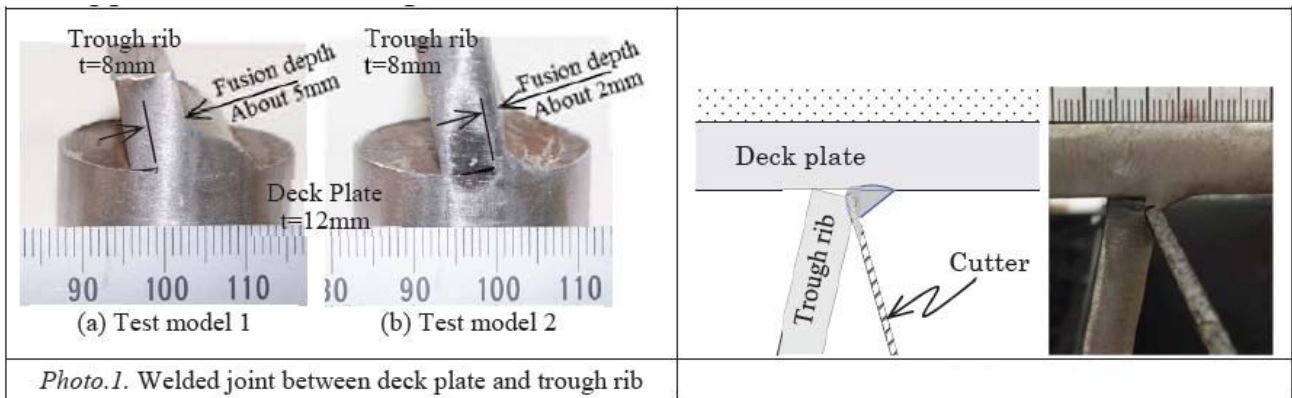 Trough rib
t=8mm
Fusion depth
About 5mm
Deck Plate
t=12mm
90 100 110
(a) Test model 1
Trough rib
t=8mm
Fusion depth
About 2mm
80 90 100 110
(b) Test model 2
Photo.1. Welded joint between deck plate and trough rib
Deck plate
Trough rib
Cutter